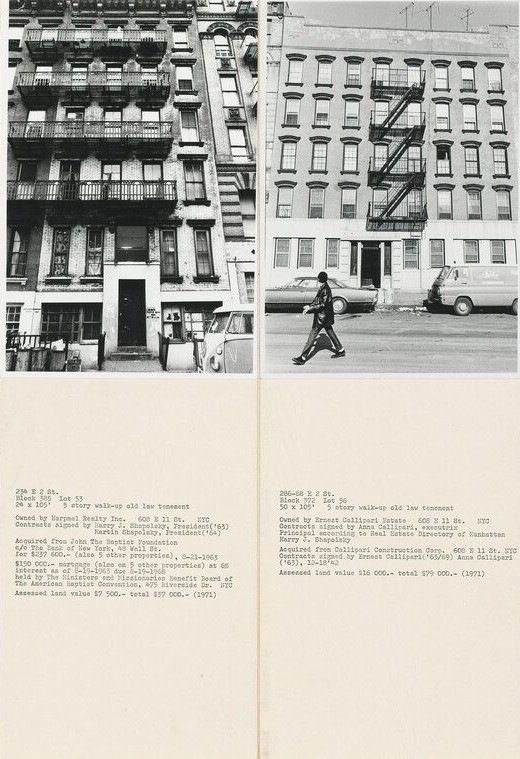 234 E 2 St.
Block 385 Lot 53
24 x 105' 5 story walk-up old law tenement
Owned by Harpmel Realty Inc. 608 E 11 St. NYC
Contracts signed by Harry J. Shapolsky, President('63)
Martin Shapolsky, President('64)
Acquired from John The Baptist Foundation
c/o The Bank of New York, 48 Wall St.
for $237 600.- (also 5 other properties), 8-21-1963
$150 000.- mortgage (also on 5 other properties) at 6%
interest as of 8-19-1963 due 8-19-1968
held by The Ministers and Missionaries Benefit Board of
The American Baptist Convention, 475 Riverside Dr. NYC
Assessed land value $7 500.- total $37 000.- (1971)
286-88 E 2 St.
Block 372 Lot 56
50 x 105' 5 story walk-up old law tenement
Owned by Ernest Callipari Estate 608 E 11 St. NYC
Contracts signed by Anna Callipari, executrix
Principal according to Real Estate Directory of Manhattan
Harry J. Shapolsky
Acquired from Callipari Construction Corp. 608 E 11 St. NYC
Contracts signed by Ernest Callipari('65/69) Anna Callipari
('63), 12-18'42
Assessed land value $16 000.- total $79 000.- (1971)